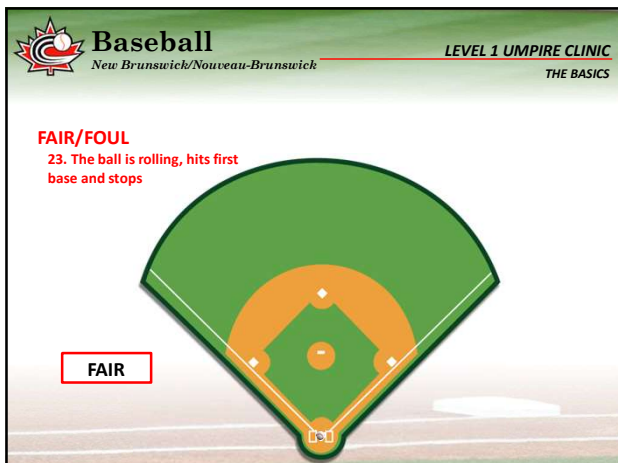 Baseball
New Brunswick/Nouveau-Brunswick
LEVEL 1 UMPIRE CLINIC
THE BASICS
FAIR/FOUL
23. The ball is rolling, hits first
base and stops
FAIR